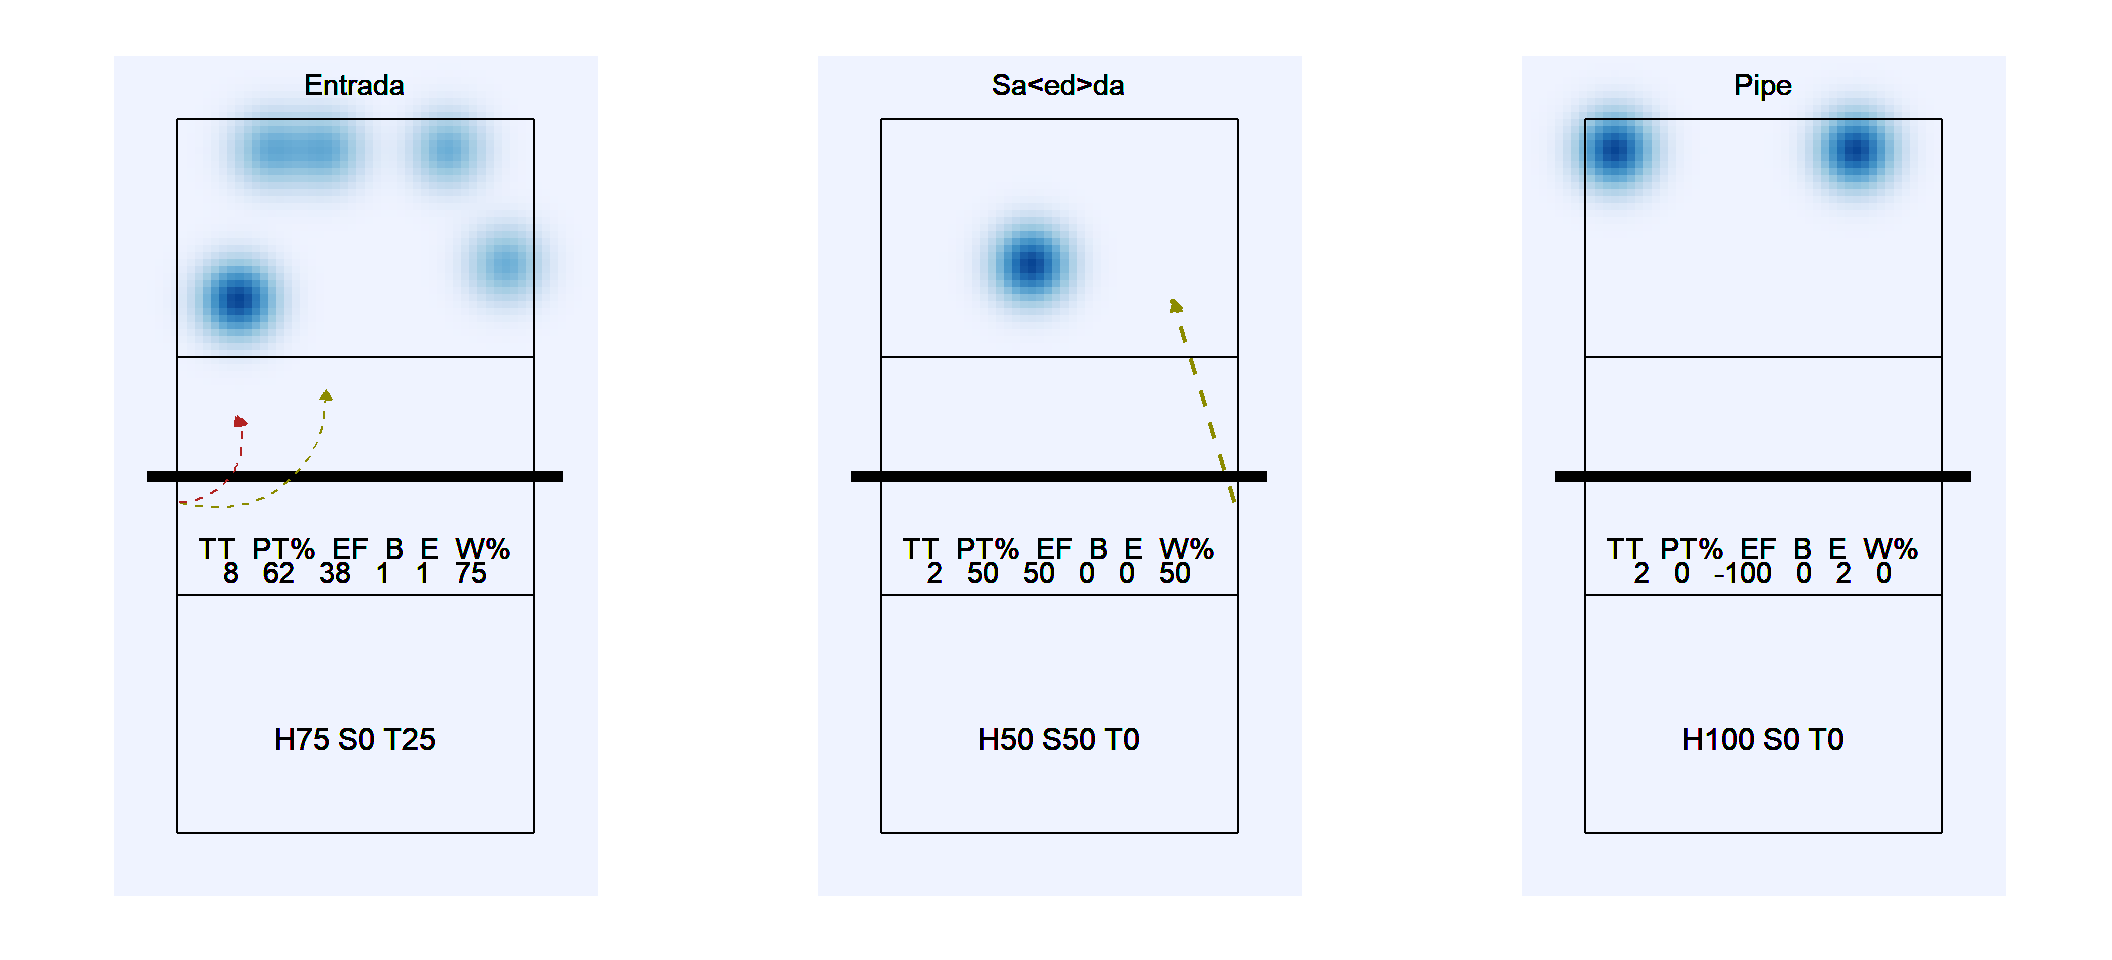 Entrada
TT PT% EF B E W%
8 62 38 1 1 75
H75 S0 T25
Sa<ed>da
TT PT% EF B E W%
2 50 50 0 0 50
H50 S50 T0
Pipe
TT PT% EF B E W%
2 0 -100 0 2 0
H100 S0 T0